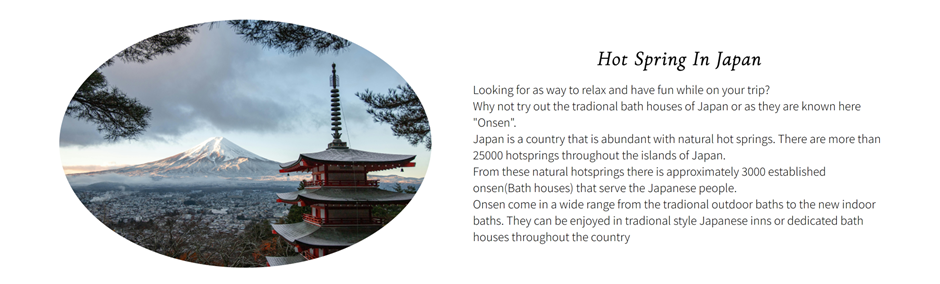 Hot Spring In Japan
Looking for as way to relax and have fun while on your trip?
Why not try out the tradional bath houses of Japan or as they are known here
"Onsen".
Japan is a country that is abundant with natural hot springs. There are more than
25000 hotsprings throughout the islands of Japan.
From these natural hotsprings there is approximately 3000 established
onsen(Bath houses) that serve the Japanese people.
Onsen come in a wide range from the tradional outdoor baths to the new indoor
baths. They can be enjoyed in tradional style Japanese inns or dedicated bath
houses throughout the country